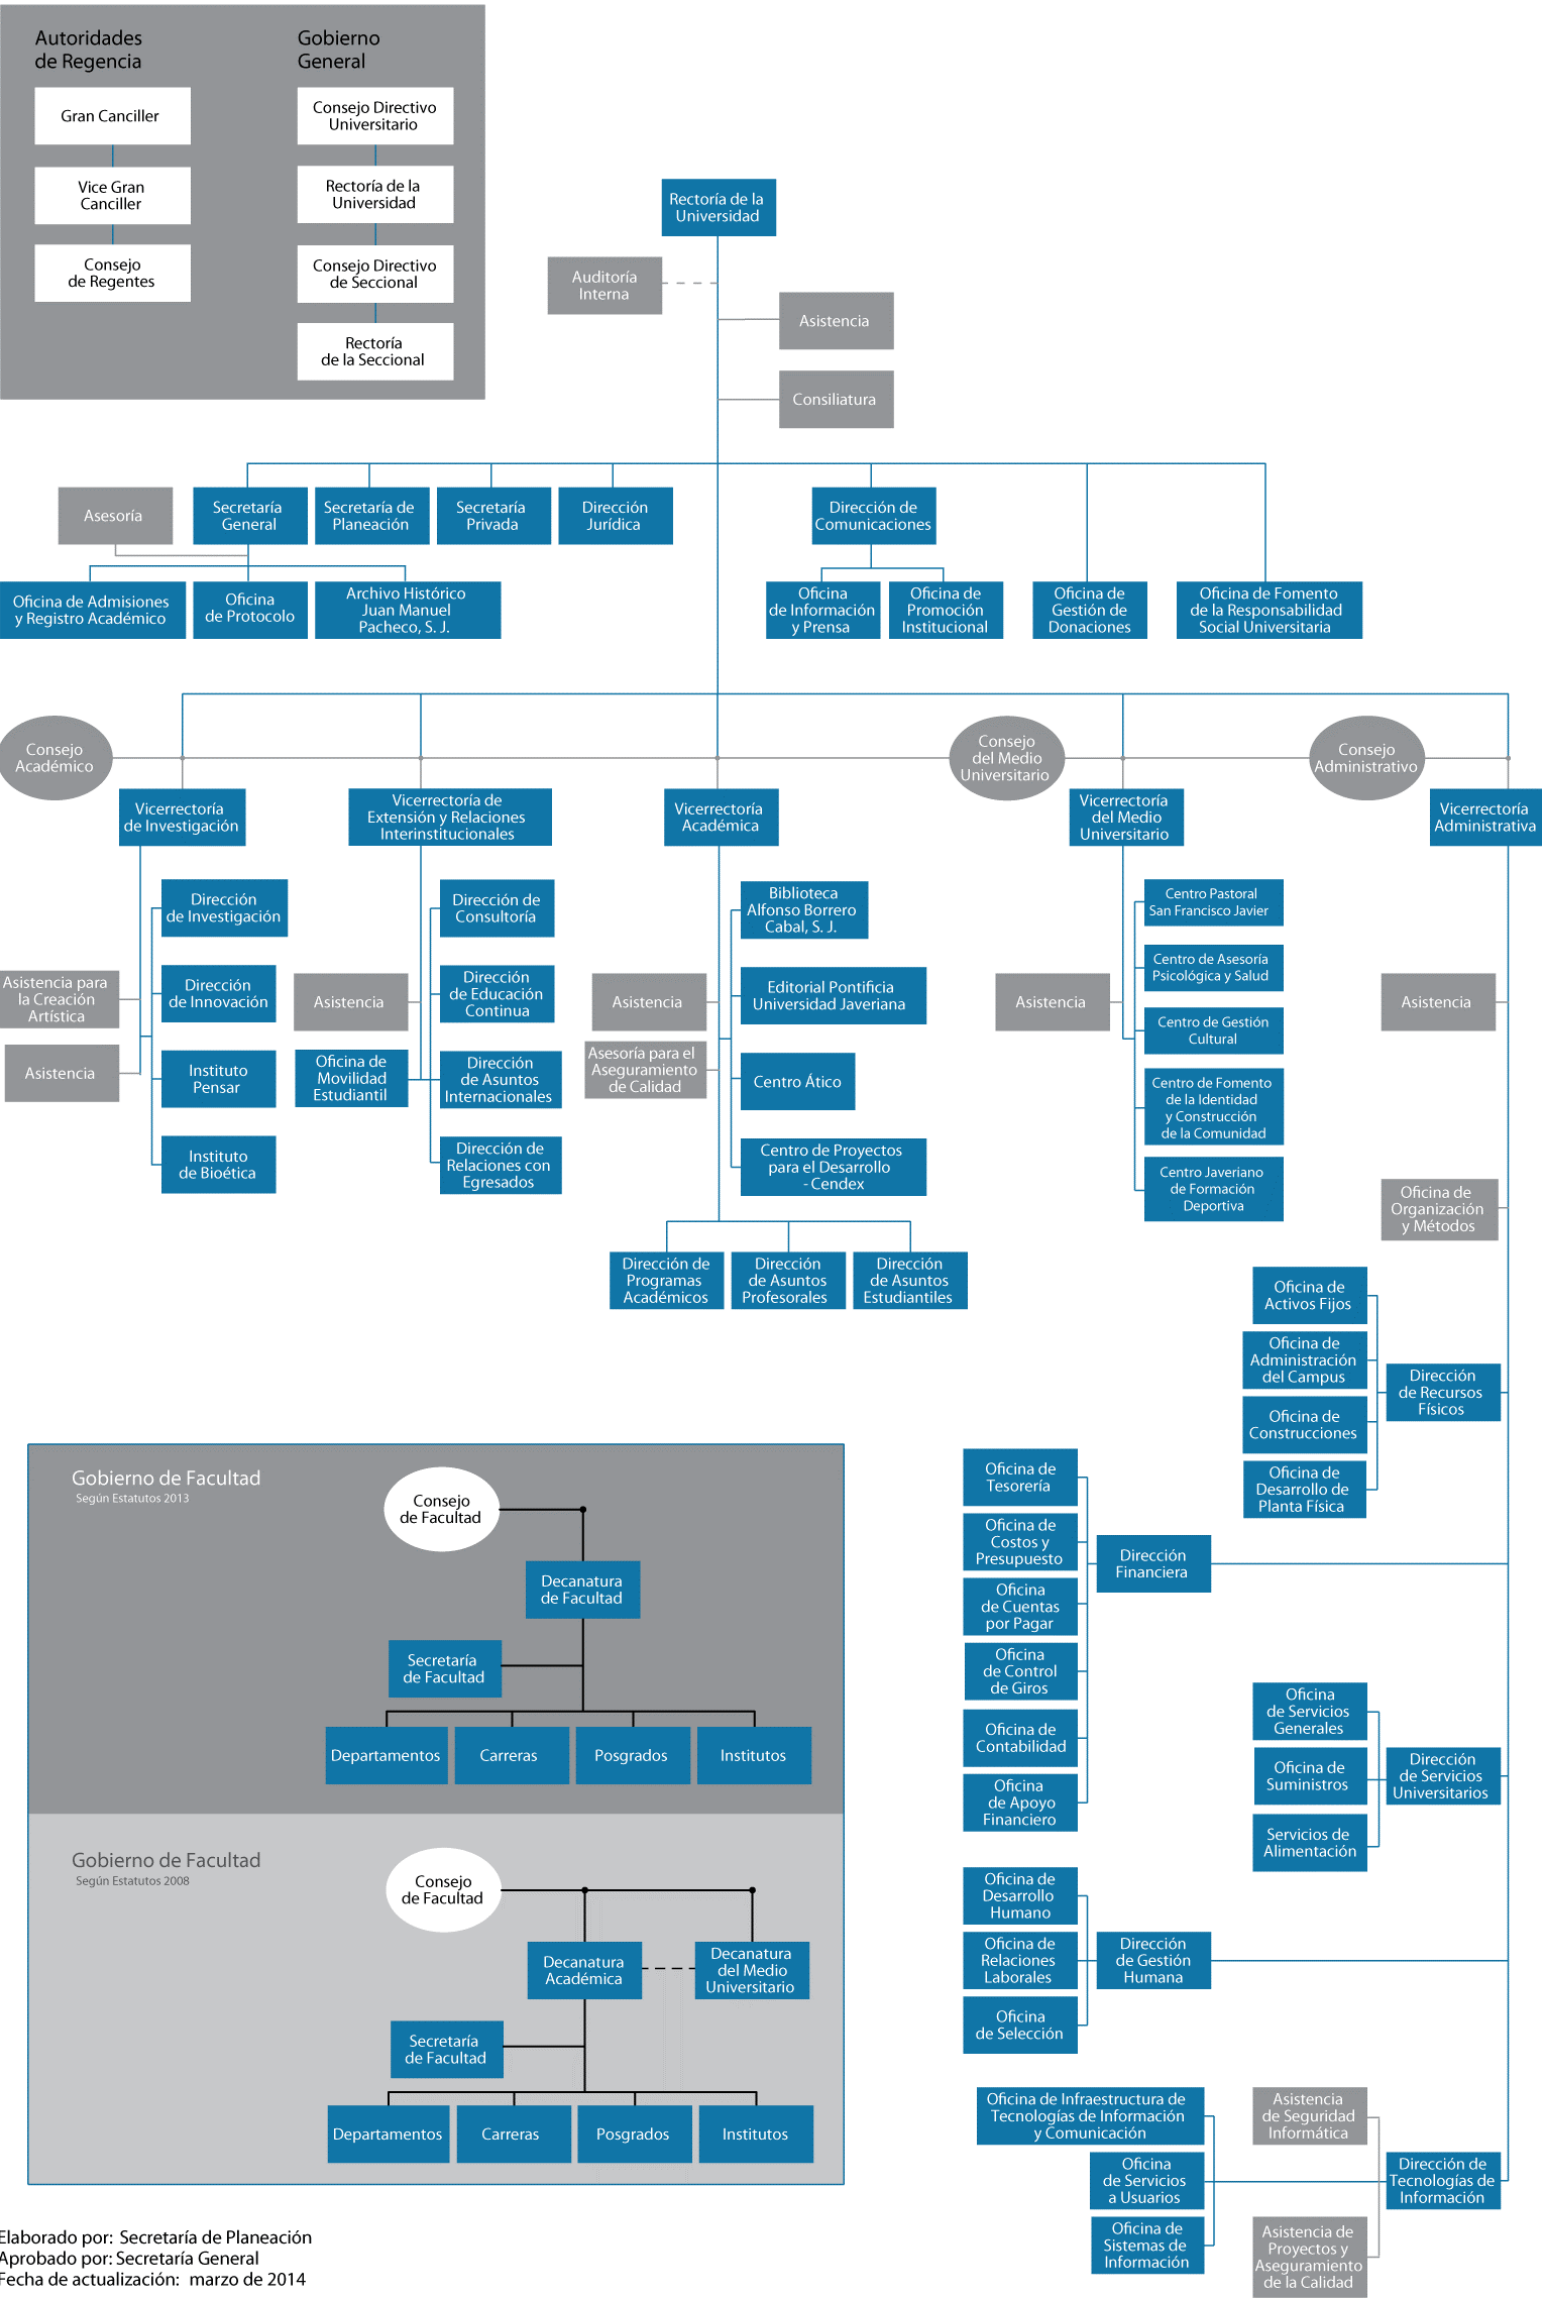 Autoridades
de Regencia
Gran Canciller
Vice Gran
Canciller
Consejo
de Regentes
Gobierno
General
Consejo Directivo
Universitario
Rectoría de la
Universidad
Consejo Directivo
de Seccional
Rectoría
de la Seccional
Rectoría de la
Universidad
Auditoría
Interna
Asistencia
Consiliatura
Asesoría
Secretaría
General
Secretaría de
Planeación
Secretaría
Privada
Dirección
Jurídica
Dirección de
Comunicaciones
Oficina de Admisiones
y Registro Académico
Oficina
de Protocolo
Archivo Histórico
Juan Manuel
Pacheco, S. J.
Oficina
de Información
y Prensa
Oficina de
Promoción
Institucional
Oficina de
Gestión de
Donaciones
Oficina de Fomento
de la Responsabilidad
Social Universitaria
Consejo
Académico
Consejo
del Medio
Universitario
Consejo
Administrativo
Vicerrectoría
de Investigación
Vicerrectoría de
Extensión y Relaciones
Interinstitucionales
Vicerrectoría
Académica
Vicerrectoría
del Medio
Universitario
Vicerrectoría
Administrativa
Dirección
de Investigación
Asistencia para
la Creación
Artística
Dirección
de Innovación
Asistencia
Instituto
Pensar
Instituto
de Bioética
Dirección de
Consultoría
Asistencia
Dirección
de Educación
Continua
Oficina de
Movilidad
Estudiantil
Dirección
de Asuntos
Internacionales
Dirección de
Relaciones con
Egresados
Biblioteca
Alfonso Borrero
Cabal, S. J.
Asistencia
Editorial Pontificia
Universidad Javeriana
Asesoría para el
Aseguramiento
de Calidad
Centro Ático
Centro de Proyectos
para el Desarrollo
- Cendex
Dirección de
Programas
Académicos
Dirección
de Asuntos
Profesorales
Dirección
de Asuntos
Estudiantiles
Centro Pastoral
San Francisco Javier
Centro de Asesoría
Psicológica y Salud
Asistencia
Centro de Gestión
Cultural
Centro de Fomento
de la Identidad
y Construcción
de la Comunidad
Centro Javeriano
de Formación
Deportiva
Asistencia
Oficina de
Organización
y Métodos
Oficina de
Activos Fijos
Oficina de
Administración
del Campus
Oficina de
Construcciones
Oficina de
Desarrollo de
Planta Física
Dirección
de Recursos
Físicos
Oficina de
Tesorería
Oficina de
Costos y
Presupuesto
Oficina
de Cuentas
por Pagar
Oficina
de Control
de Giros
Oficina de
Contabilidad
Oficina
de Apoyo
Financiero
Dirección
Financiera
Oficina
de Servicios
Generales
Oficina de
Suministros
Servicios de
Alimentación
Dirección
de Servicios
Universitarios
Oficina de
Desarrollo
Humano
Oficina de
Relaciones
Laborales
Oficina
de Selección
Dirección
de Gestión
Humana
Oficina de Infraestructura de
Tecnologías de Información
y Comunicación
Oficina
de Servicios
a Usuarios
Oficina de
Sistemas de
Información
Asistencia
de Seguridad
Informática
Dirección de
Tecnologías de
Información
Asistencia de
Proyectos y
Aseguramiento
de la Calidad
Gobierno de Facultad
Según Estatutos 2013
Consejo
de Facultad
Decanatura
de Facultad
Secretaría
de Facultad
Departamentos
Carreras
Posgrados
Institutos
Gobierno de Facultad
Según Estatutos 2008
Consejo
de Facultad
Decanatura
Académica
Decanatura
del Medio
Universitario
Secretaría
de Facultad
Departamentos
Carreras
Posgrados
Institutos
Elaborado por: Secretaría de Planeación
Aprobado por: Secretaría General
Fecha de actualización: marzo de 2014